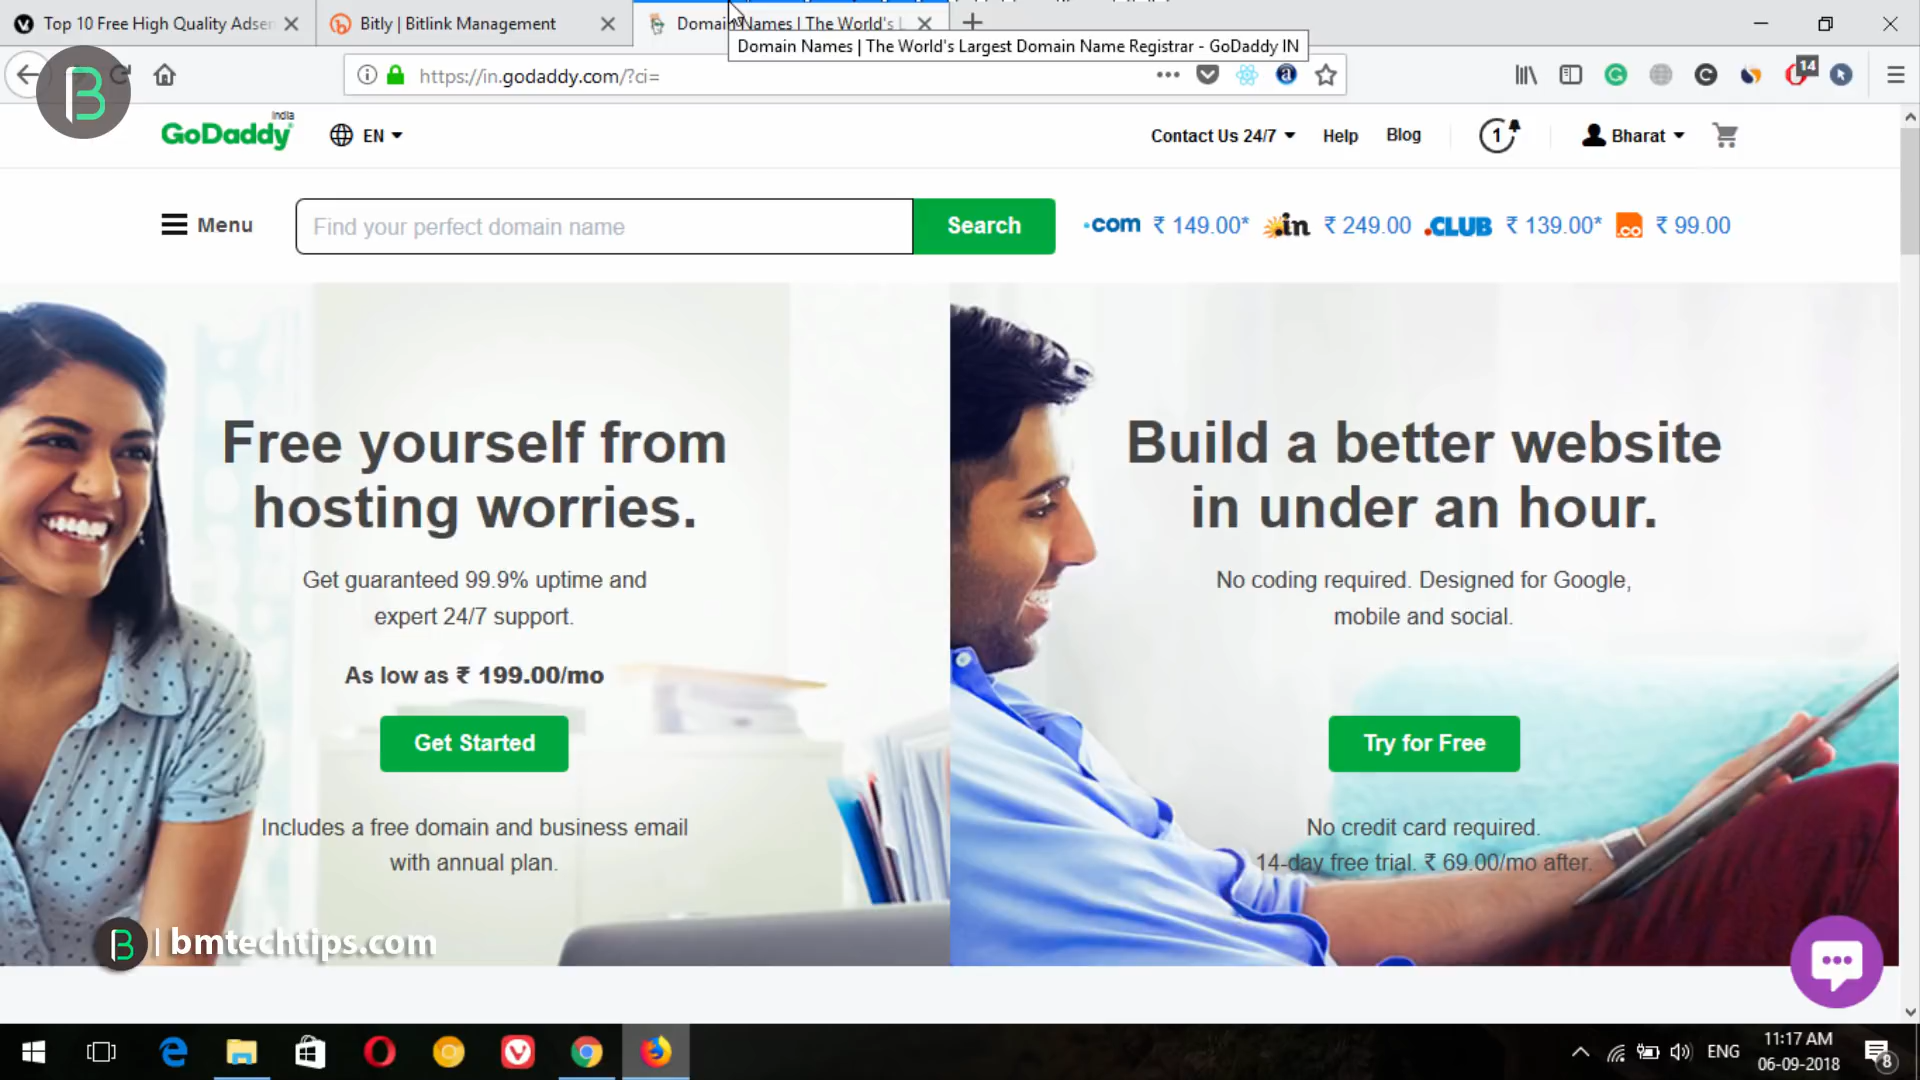 Top 10 Free High Quality Adsen
Bitly | Bitlink Management
Domain Names | The World's L
Domain Names | The World's Largest Domain Name Registrar - GoDaddy IN
https://in.godaddy.com/?ci=
14
B
India
GoDaddy
EN
Contact Us 24/7
Help
Blog
1
Bharat
Menu
Find your perfect domain name
Search
.com ₹ 149.00*
.in ₹ 249.00
.CLUB ₹ 139.00*
.co ₹ 99.00
Free yourself from
hosting worries.
Get guaranteed 99.9% uptime and
expert 24/7 support.
As low as ₹ 199.00/mo
Get Started
Includes a free domain and business email
with annual plan.
Build a better website
in under an hour.
No coding required. Designed for Google,
mobile and social.
Try for Free
No credit card required.
14-day free trial. ₹ 69.00/mo after.
B | bmtechtips.com
ENG
11:17 AM
06-09-2018
8